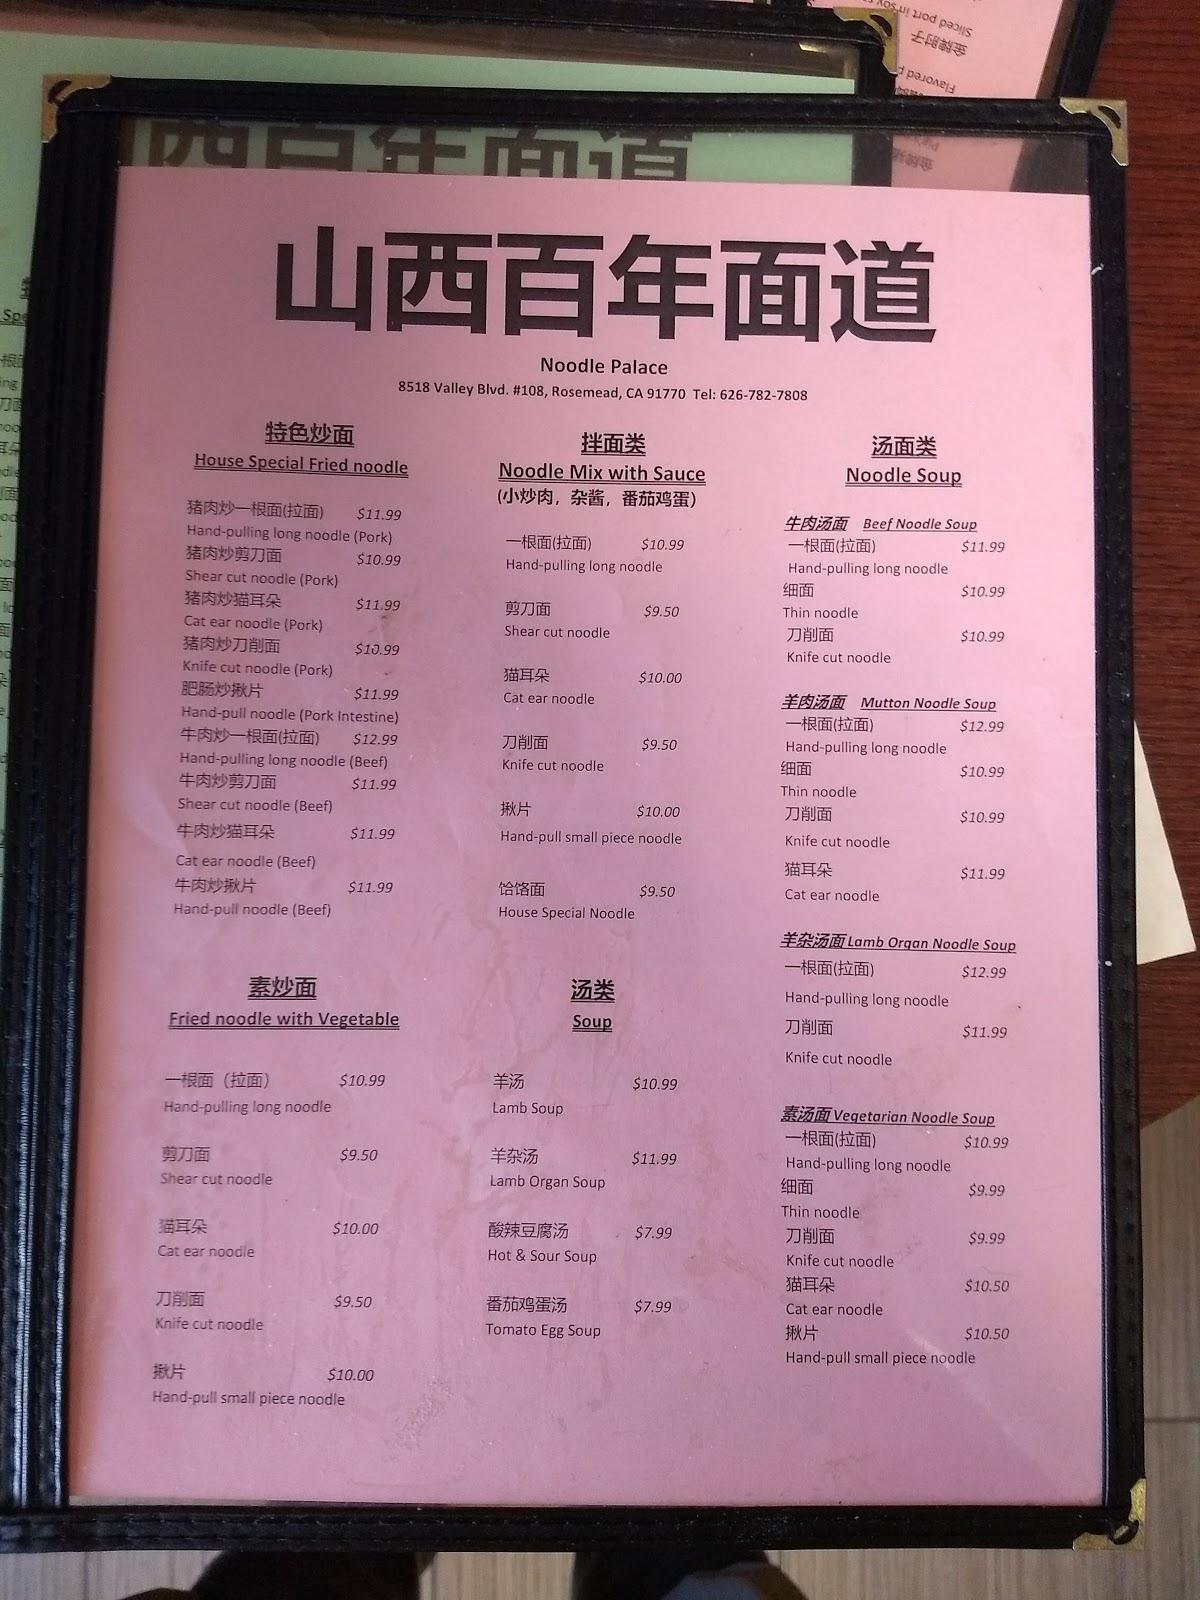 山西百年面道
Noodle Palace
8518 Valley Blvd. #108, Rosemead, CA 91770 Tel: 626-782-7808
特色炒面
House Special Fried noodle
猪肉炒一根面(拉面) $11.99
Hand-pulling long noodle (Pork)
猪肉炒剪刀面 $10.99
Shear cut noodle (Pork)
猪肉炒猫耳朵 $11.99
Cat ear noodle (Pork)
猪肉炒刀削面 $10.99
Knife cut noodle (Pork)
肥肠炒揪片 $11.99
Hand-pull noodle (Pork Intestine)
牛肉炒一根面(拉面) $12.99
Hand-pulling long noodle (Beef)
牛肉炒剪刀面 $11.99
Shear cut noodle (Beef)
牛肉炒猫耳朵 $11.99
Cat ear noodle (Beef)
牛肉炒揪片 $11.99
Hand-pull noodle (Beef)
素炒面
Fried noodle with Vegetable
一根面（拉面） $10.99
Hand-pulling long noodle
剪刀面 $9.50
Shear cut noodle
猫耳朵 $10.00
Cat ear noodle
刀削面 $9.50
Knife cut noodle
揪片 $10.00
Hand-pull small piece noodle
拌面类
Noodle Mix with Sauce
(小炒肉，杂酱，番茄鸡蛋)
一根面(拉面) $10.99
Hand-pulling long noodle
剪刀面 $9.50
Shear cut noodle
猫耳朵 $10.00
Cat ear noodle
刀削面 $9.50
Knife cut noodle
揪片 $10.00
Hand-pull small piece noodle
饸饹面 $9.50
House Special Noodle
汤类
Soup
羊汤 $10.99
Lamb Soup
羊杂汤 $11.99
Lamb Organ Soup
酸辣豆腐汤 $7.99
Hot & Sour Soup
番茄鸡蛋汤 $7.99
Tomato Egg Soup
汤面类
Noodle Soup
牛肉汤面 Beef Noodle Soup
一根面(拉面) $11.99
Hand-pulling long noodle
细面 $10.99
Thin noodle
刀削面 $10.99
Knife cut noodle
羊肉汤面 Mutton Noodle Soup
一根面(拉面) $12.99
Hand-pulling long noodle
细面 $10.99
Thin noodle
刀削面 $10.99
Knife cut noodle
猫耳朵 $11.99
Cat ear noodle
羊杂汤面 Lamb Organ Noodle Soup
一根面(拉面) $12.99
Hand-pulling long noodle
刀削面 $11.99
Knife cut noodle
素汤面 Vegetarian Noodle Soup
一根面(拉面) $10.99
Hand-pulling long noodle
细面 $9.99
Thin noodle
刀削面 $9.99
Knife cut noodle
猫耳朵 $10.50
Cat ear noodle
揪片 $10.50
Hand-pull small piece noodle
西百年面道
Sliced port in soy
金牌肘子
Flavored